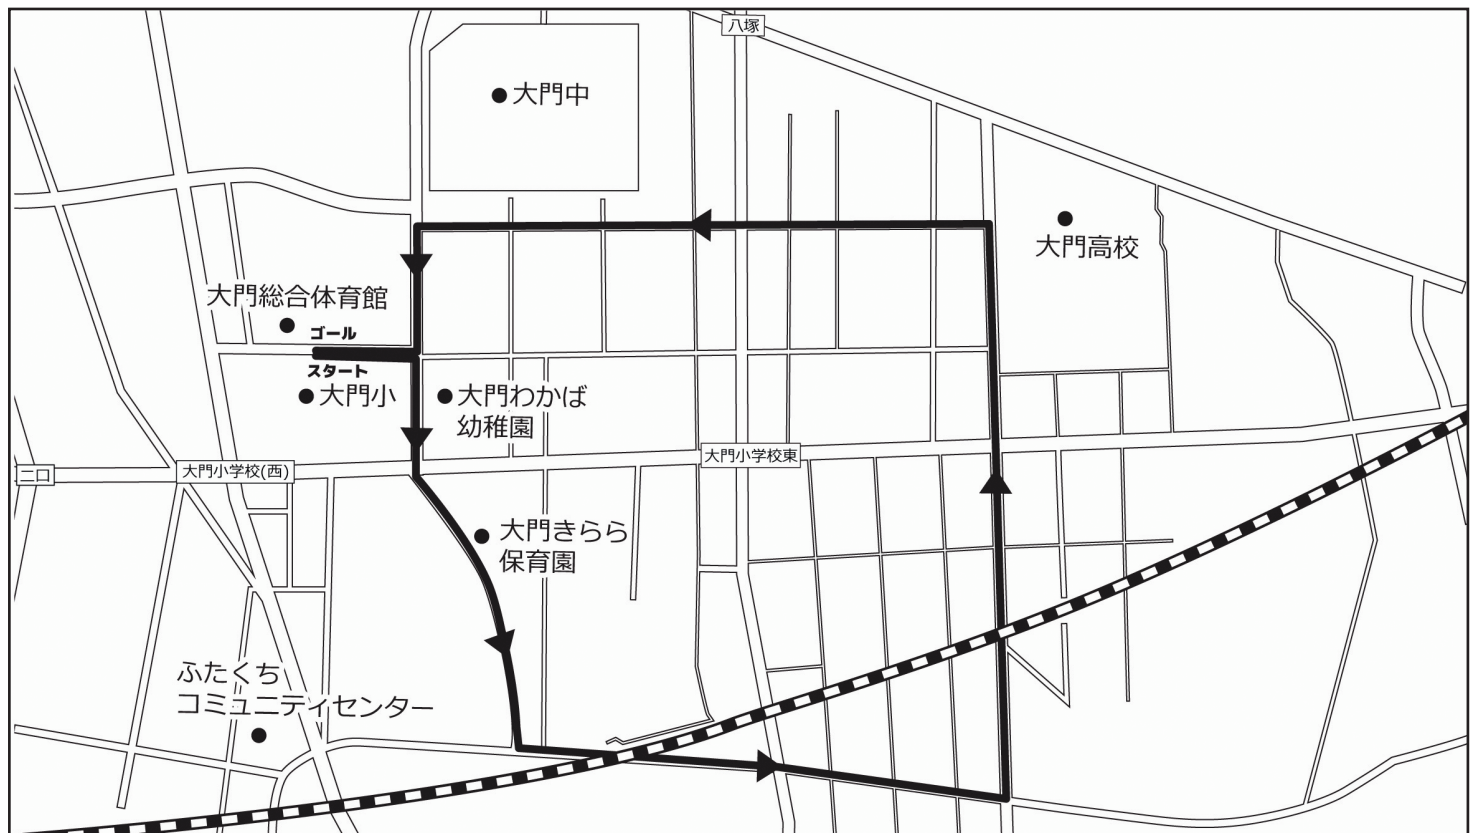 八塚
大門中
大門高校
大門総合体育館
ゴール
スタート
大門小
大門わかば
幼稚園
大門小学校東
二口
大門小学校(西)
大門きらら
保育園
ふたくち
コミュニティセンター